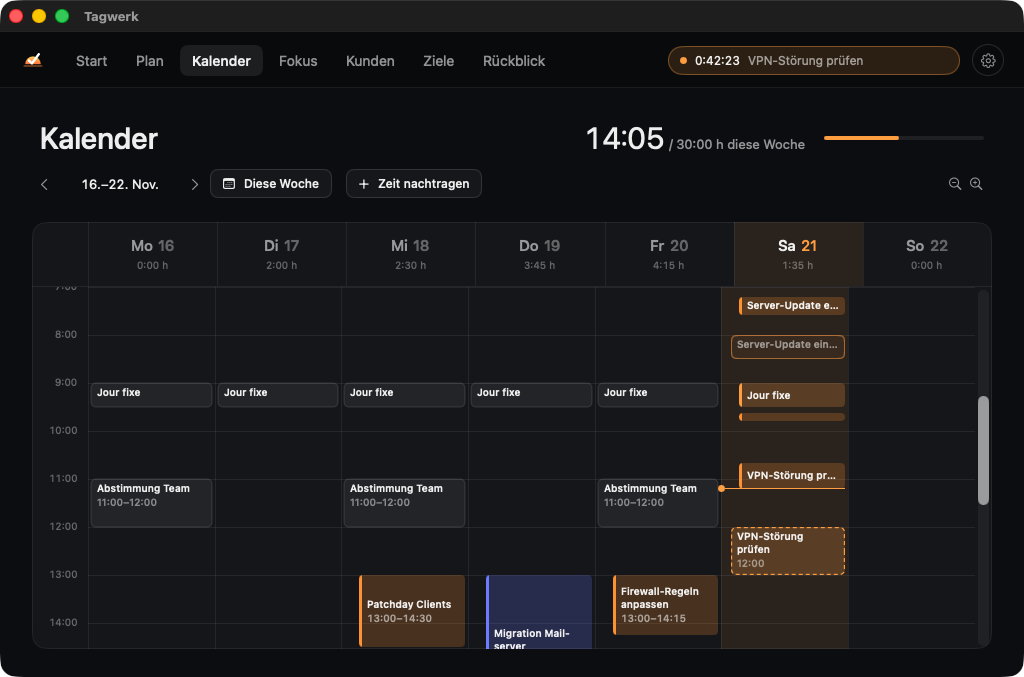 Tagwerk
Start Plan Kalender Fokus Kunden Ziele Rückblick
0:42:23 VPN-Störung prüfen
Kalender
14:05 / 30:00 h diese Woche
16.–22. Nov.
Diese Woche
+ Zeit nachtragen
Mo 16 Di 17 Mi 18 Do 19 Fr 20 Sa 21 So 22
0:00 h 2:00 h 2:30 h 3:45 h 4:15 h 1:35 h 0:00 h
7:00
Server-Update e...
8:00
Server-Update ein...
9:00
Jour fixe Jour fixe Jour fixe Jour fixe Jour fixe Jour fixe
10:00
11:00
VPN-Störung pr...
Abstimmung Team Abstimmung Team Abstimmung Team
11:00–12:00 11:00–12:00 11:00–12:00
12:00
VPN-Störung
prüfen
12:00
13:00
Patchday Clients
13:00–14:30
Firewall-Regeln
anpassen
13:00–14:15
14:00
Migration Mail-
server